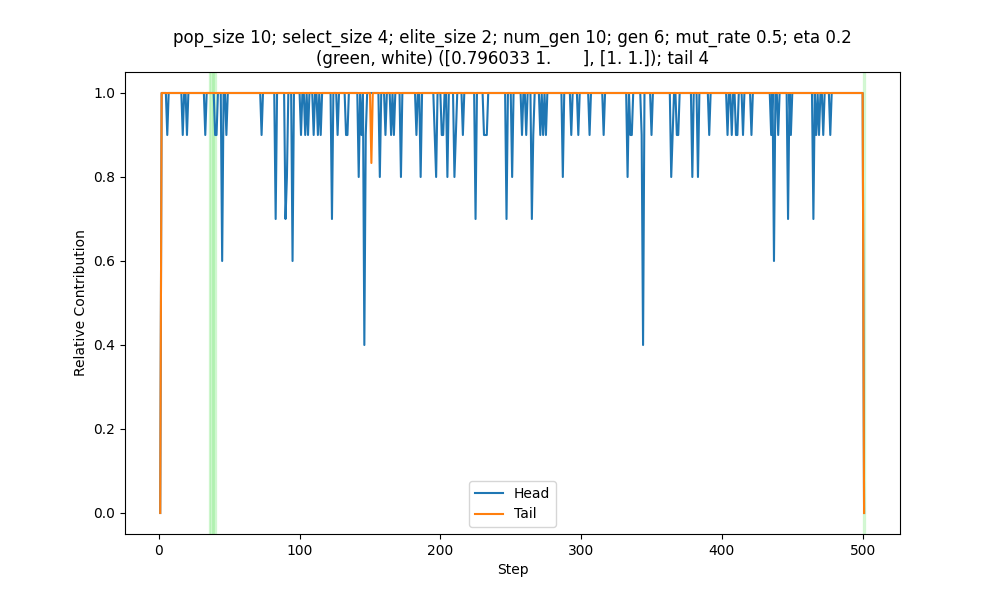 pop_size 10; select_size 4; elite_size 2; num_gen 10; gen 6; mut_rate 0.5; eta 0.2
(green, white) ([0.796033 1.      ], [1. 1.]); tail 4
1.0
0.8
0.6
0.4
0.2
0.0
Relative Contribution
Head
Tail
0
100
200
300
400
500
Step